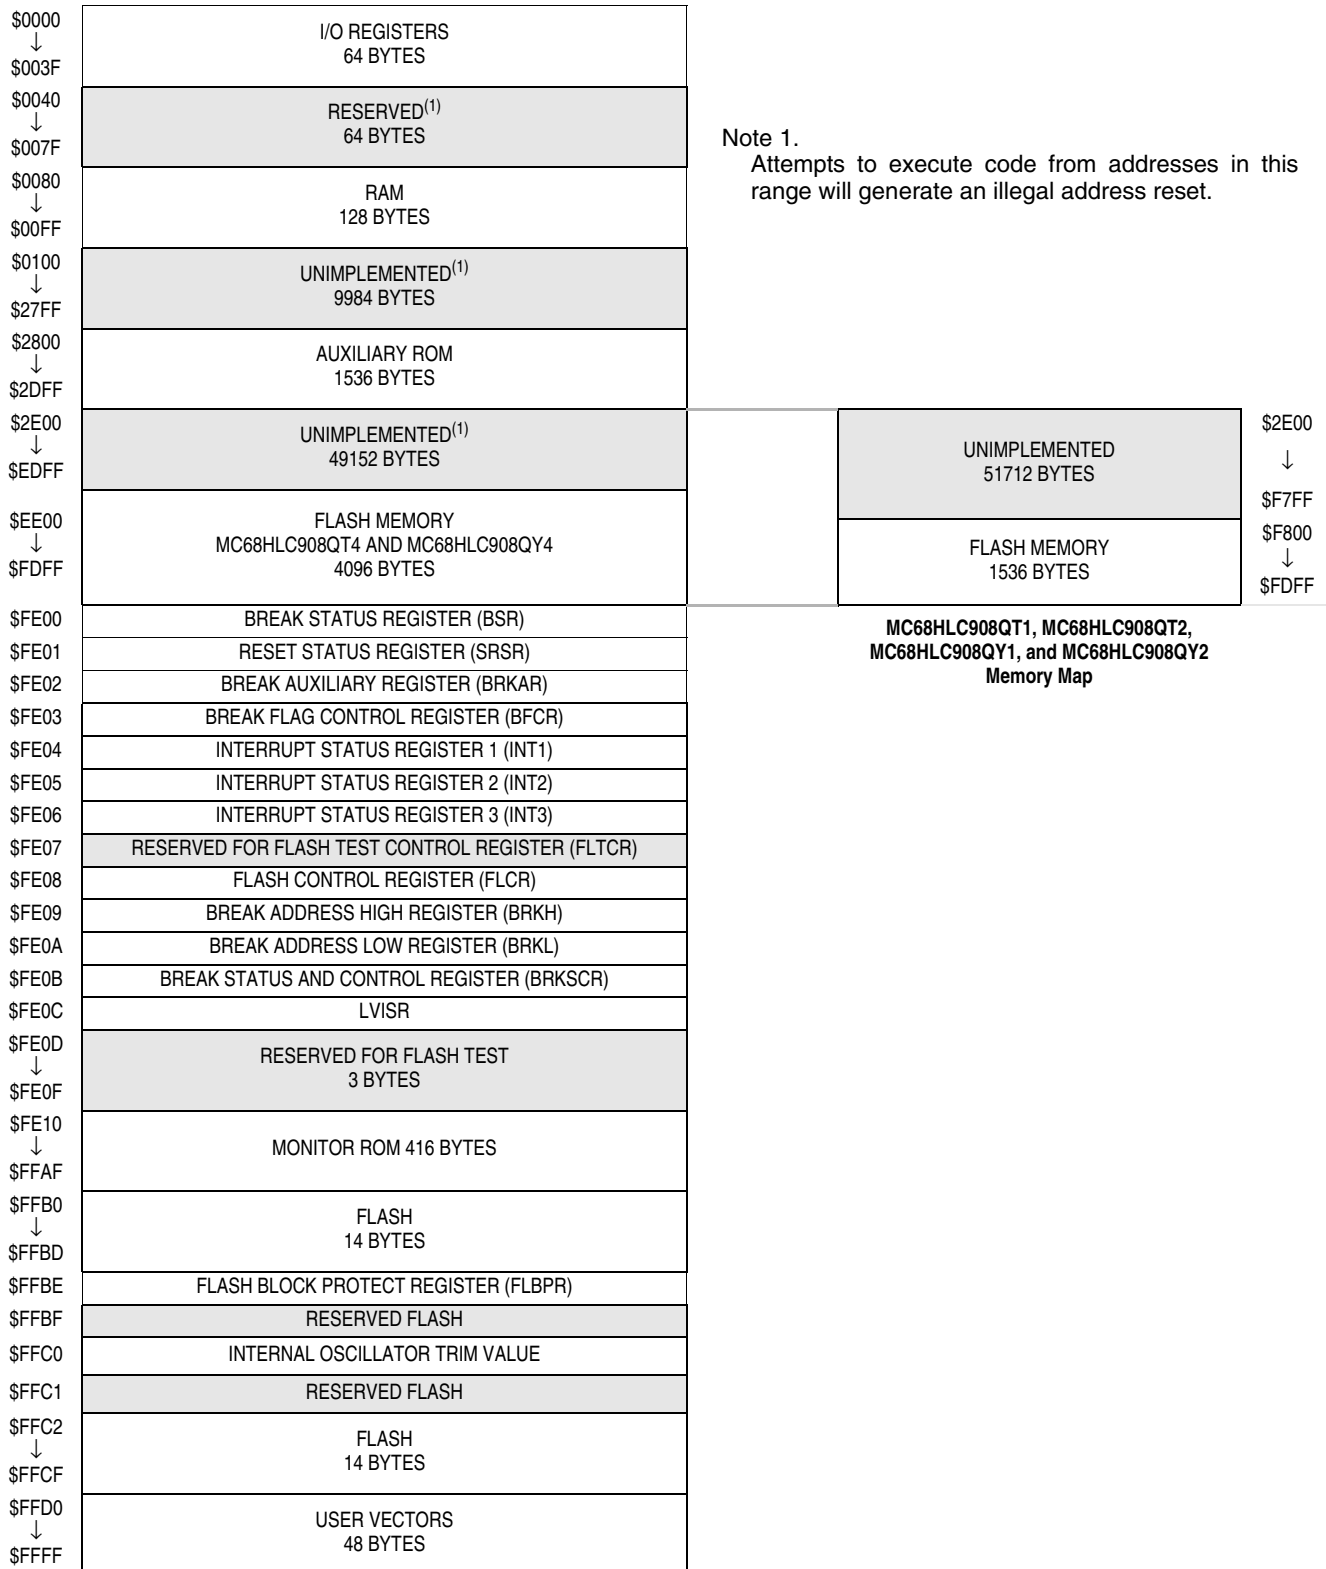 $0000
↓
$003F
I/O REGISTERS
64 BYTES
$0040
↓
$007F
RESERVED(1)
64 BYTES
Note 1.
Attempts to execute code from addresses in this
range will generate an illegal address reset.
$0080
↓
$00FF
RAM
128 BYTES
$0100
↓
$27FF
UNIMPLEMENTED(1)
9984 BYTES
$2800
↓
$2DFF
AUXILIARY ROM
1536 BYTES
$2E00
↓
$EDFF
UNIMPLEMENTED(1)
49152 BYTES
UNIMPLEMENTED
51712 BYTES
$2E00
↓
$F7FF
$EE00
↓
$FDFF
FLASH MEMORY
MC68HLC908QT4 AND MC68HLC908QY4
4096 BYTES
FLASH MEMORY
1536 BYTES
$F800
↓
$FDFF
MC68HLC908QT1, MC68HLC908QT2,
MC68HLC908QY1, and MC68HLC908QY2
Memory Map
$FE00 BREAK STATUS REGISTER (BSR)
$FE01 RESET STATUS REGISTER (SRSR)
$FE02 BREAK AUXILIARY REGISTER (BRKAR)
$FE03 BREAK FLAG CONTROL REGISTER (BFCR)
$FE04 INTERRUPT STATUS REGISTER 1 (INT1)
$FE05 INTERRUPT STATUS REGISTER 2 (INT2)
$FE06 INTERRUPT STATUS REGISTER 3 (INT3)
$FE07 RESERVED FOR FLASH TEST CONTROL REGISTER (FLTCR)
$FE08 FLASH CONTROL REGISTER (FLCR)
$FE09 BREAK ADDRESS HIGH REGISTER (BRKH)
$FE0A BREAK ADDRESS LOW REGISTER (BRKL)
$FE0B BREAK STATUS AND CONTROL REGISTER (BRKSCR)
$FE0C LVISR
$FE0D
↓
$FE0F
RESERVED FOR FLASH TEST
3 BYTES
$FE10
↓
$FFAF
MONITOR ROM 416 BYTES
$FFB0
↓
$FFBD
FLASH
14 BYTES
$FFBE FLASH BLOCK PROTECT REGISTER (FLBPR)
$FFBF RESERVED FLASH
$FFC0 INTERNAL OSCILLATOR TRIM VALUE
$FFC1 RESERVED FLASH
$FFC2
↓
$FFCF
FLASH
14 BYTES
$FFD0
↓
$FFFF
USER VECTORS
48 BYTES